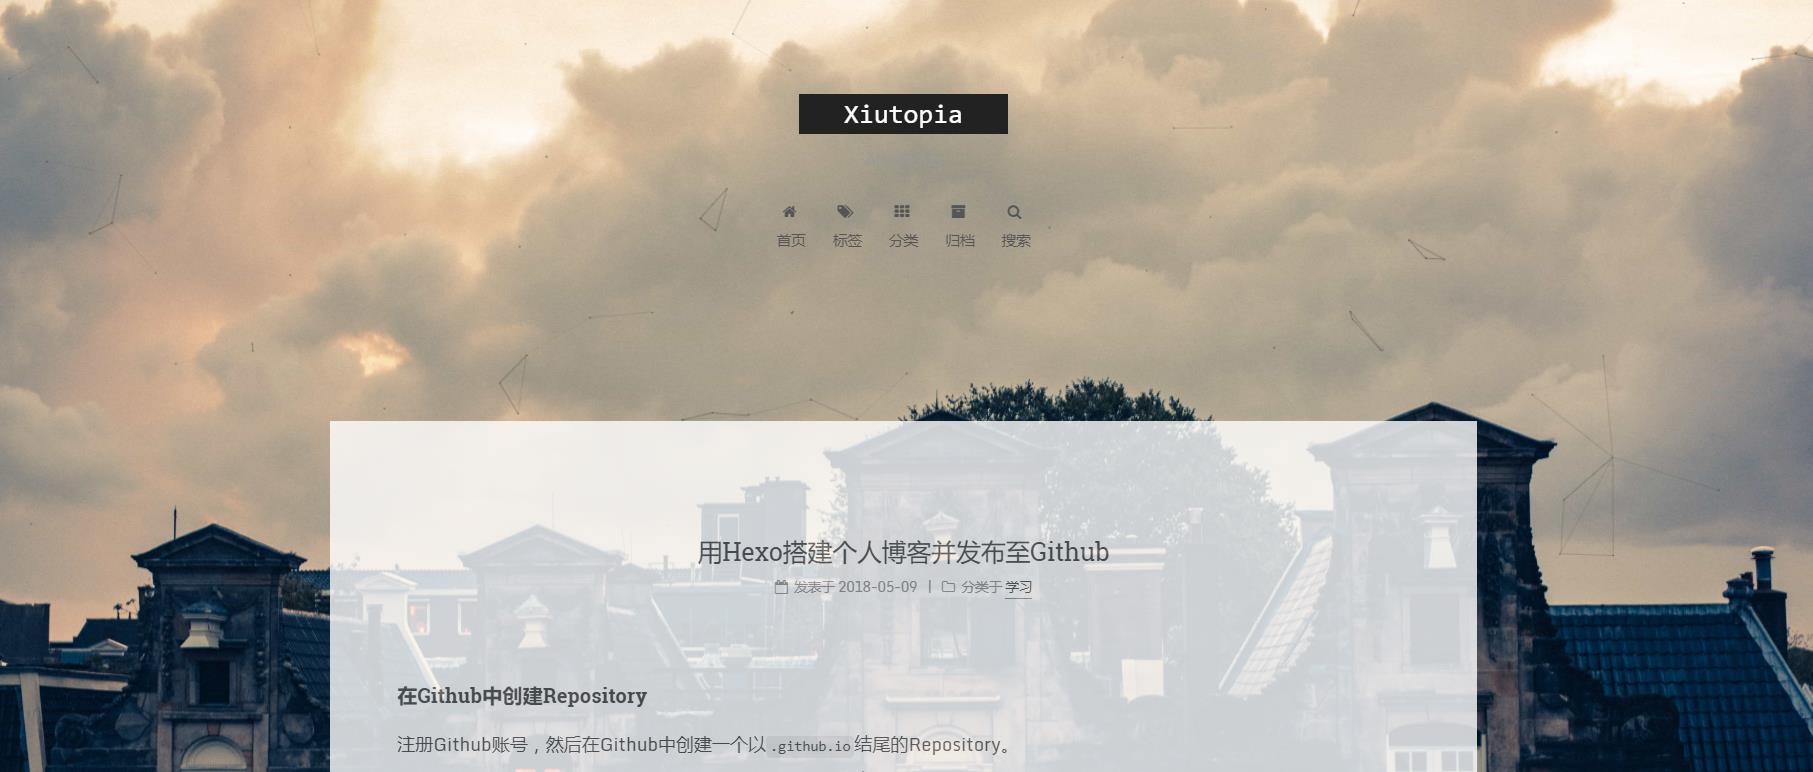 Xiutopia
首页 标签 分类 归档 搜索
用Hexo搭建个人博客并发布至Github
发表于 2018-05-09 | 分类于 学习
在Github中创建Repository
注册Github账号，然后在Github中创建一个以 .github.io 结尾的Repository。